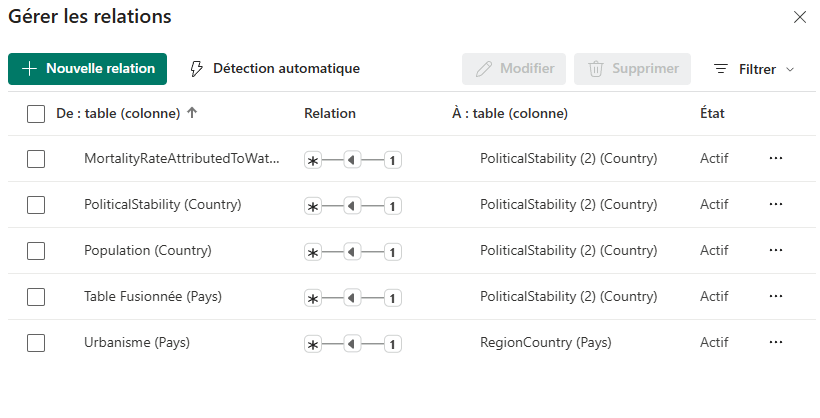 Gérer les relations
Nouvelle relation Détection automatique Modifier Supprimer Filtrer
De : table (colonne) Relation À : table (colonne) État
MortalityRateAttributedToWat... * 1 PoliticalStability (2) (Country) Actif
PoliticalStability (Country) * 1 PoliticalStability (2) (Country) Actif
Population (Country) * 1 PoliticalStability (2) (Country) Actif
Table Fusionnée (Pays) * 1 PoliticalStability (2) (Country) Actif
Urbanisme (Pays) * 1 RegionCountry (Pays) Actif